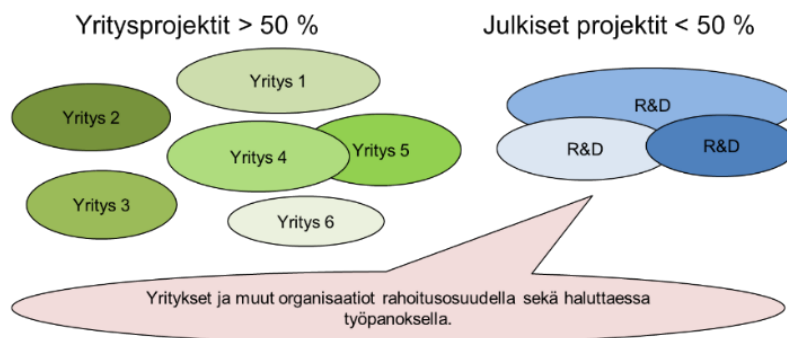 Yritysprojektit > 50 %
Julkiset projektit < 50 %
Yritys 1
Yritys 2
Yritys 4
Yritys 5
Yritys 3
Yritys 6
R&D
R&D
R&D
Yritykset ja muut organisaatiot rahoitusosuudella sekä haluttaessa
työpanoksella.